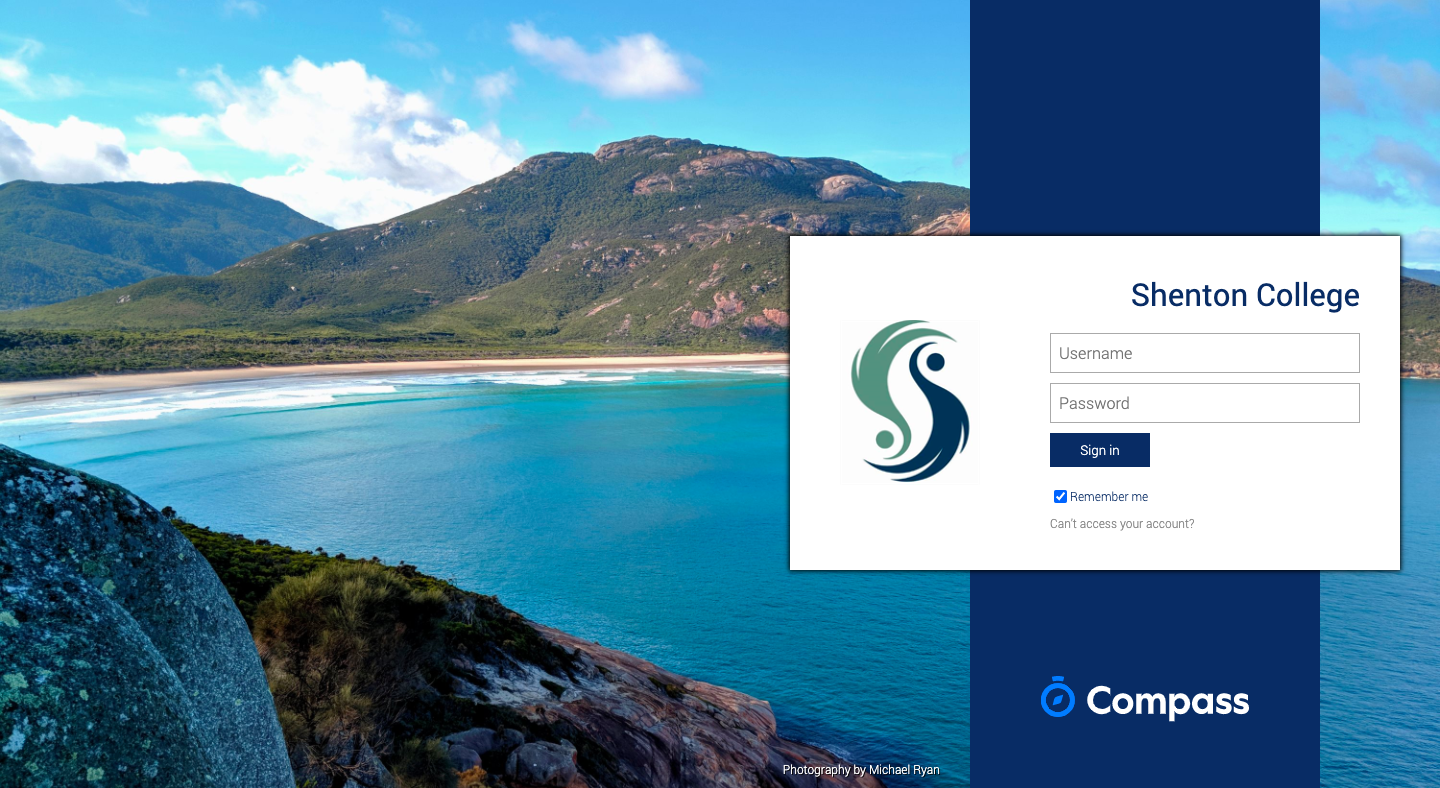 Shenton College
Username
Password
Sign in
Remember me
Can't access your account?
Compass
Photography by Michael Ryan